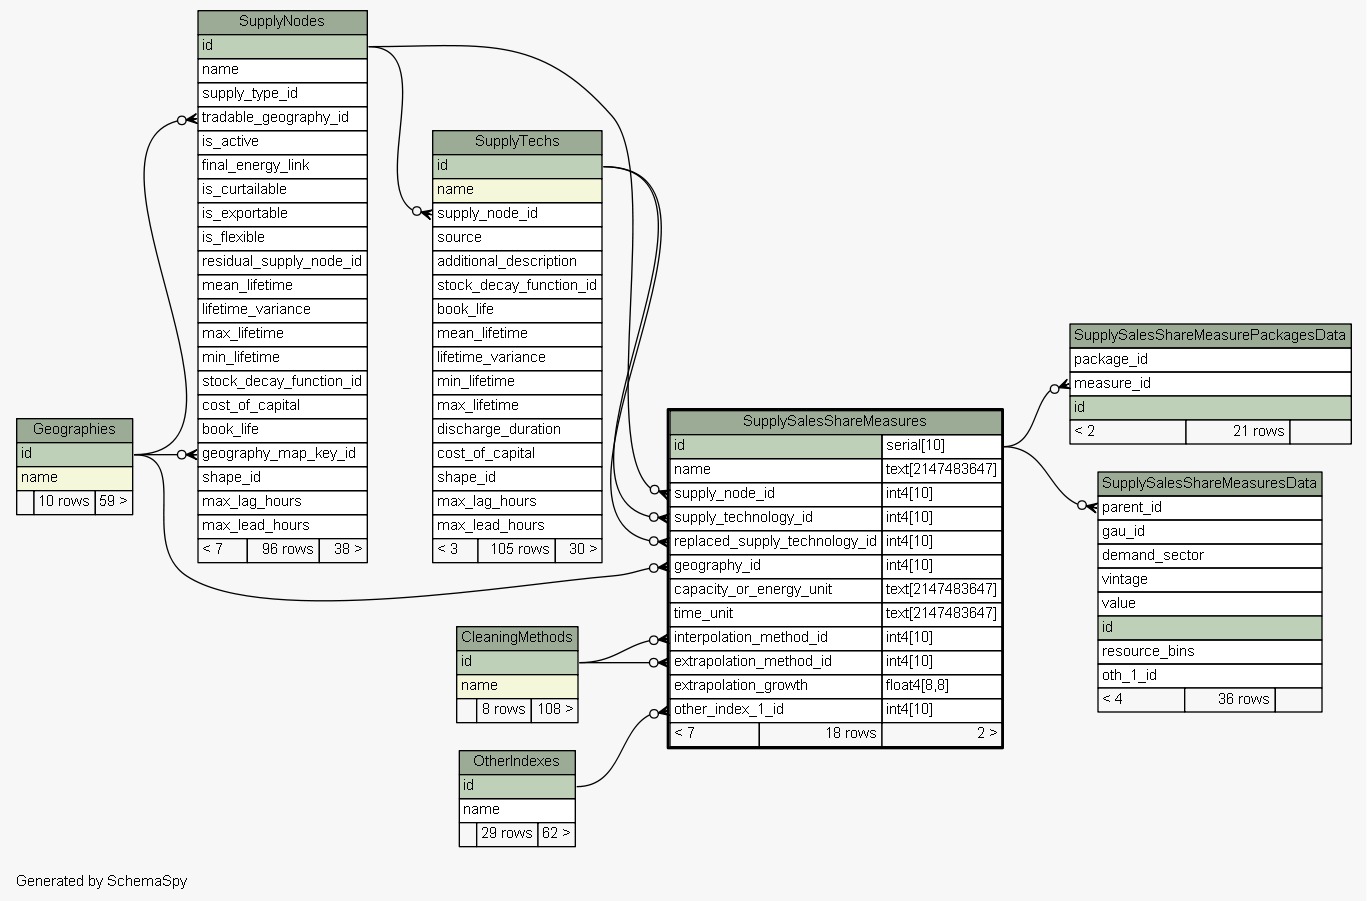 SupplyNodes
id
name
supply_type_id
tradable_geography_id
is_active
final_energy_link
is_curtailable
is_exportable
is_flexible
residual_supply_node_id
mean_lifetime
lifetime_variance
max_lifetime
min_lifetime
stock_decay_function_id
cost_of_capital
book_life
geography_map_key_id
shape_id
max_lag_hours
max_lead_hours
< 7 96 rows 38 >
SupplyTechs
id
name
supply_node_id
source
additional_description
stock_decay_function_id
book_life
mean_lifetime
lifetime_variance
min_lifetime
max_lifetime
discharge_duration
cost_of_capital
shape_id
max_lag_hours
max_lead_hours
< 3 105 rows 30 >
Geographies
id
name
10 rows 59 >
SupplySalesShareMeasures
id serial[10]
name text[2147483647]
supply_node_id int4[10]
supply_technology_id int4[10]
replaced_supply_technology_id int4[10]
geography_id int4[10]
capacity_or_energy_unit text[2147483647]
time_unit text[2147483647]
interpolation_method_id int4[10]
extrapolation_method_id int4[10]
extrapolation_growth float4[8,8]
other_index_1_id int4[10]
< 7 18 rows 2 >
SupplySalesShareMeasurePackagesData
package_id
measure_id
id
< 2 21 rows
SupplySalesShareMeasuresData
parent_id
gau_id
demand_sector
vintage
value
id
resource_bins
oth_1_id
< 4 36 rows
CleaningMethods
id
name
8 rows 108 >
OtherIndexes
id
name
29 rows 62 >
Generated by SchemaSpy